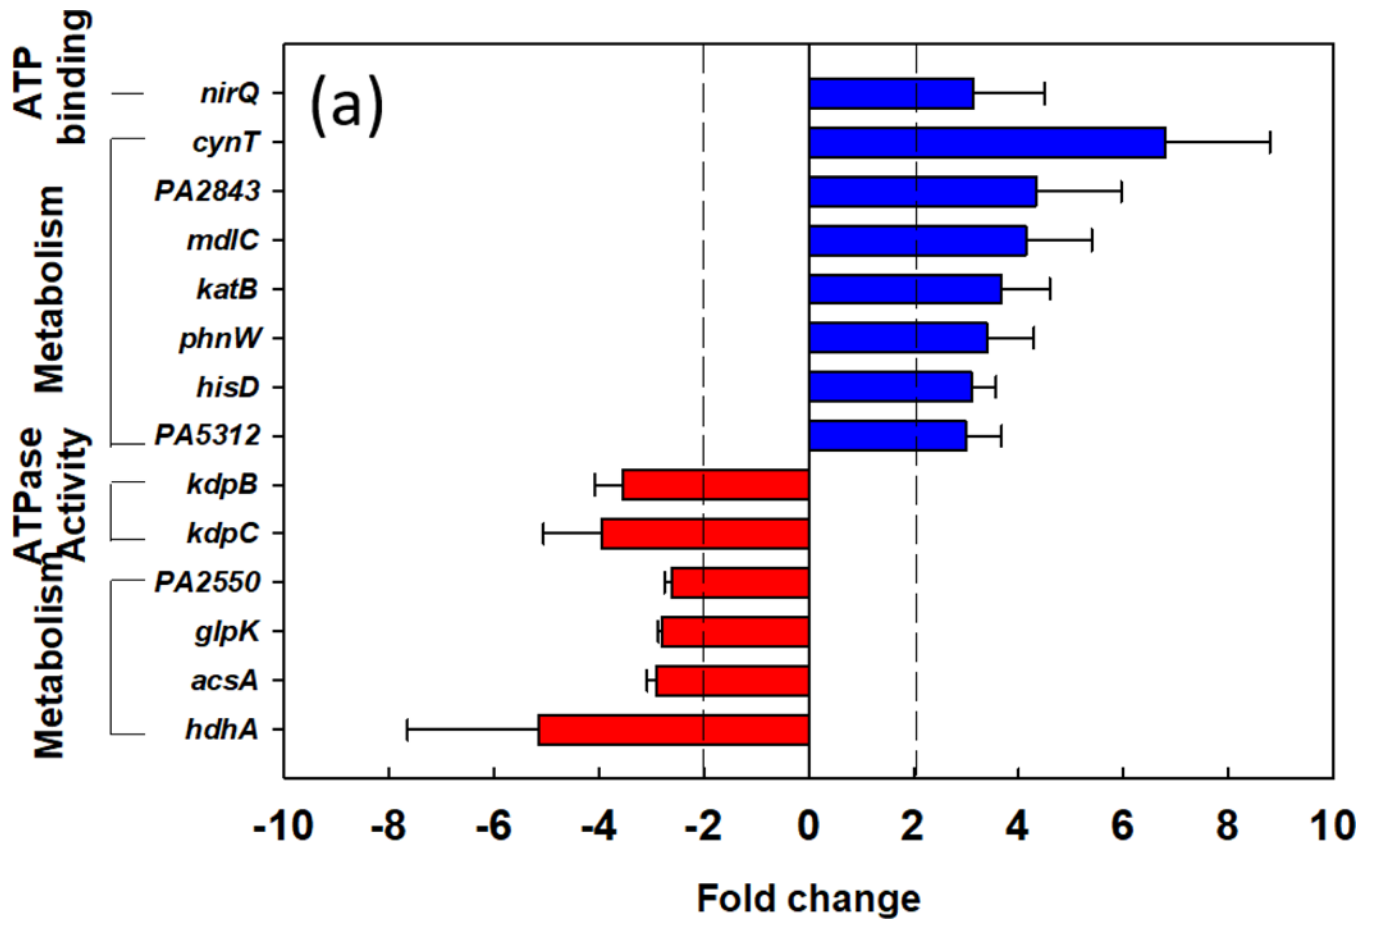 (a)
ATP
binding
Metabolism
ATPase
Activity
Metabolism
nirQ
cynT
PA2843
mdlC
katB
phnW
hisD
PA5312
kdpB
kdpC
PA2550
glpK
acsA
hdhA
-10 -8 -6 -4 -2 0 2 4 6 8 10
Fold change